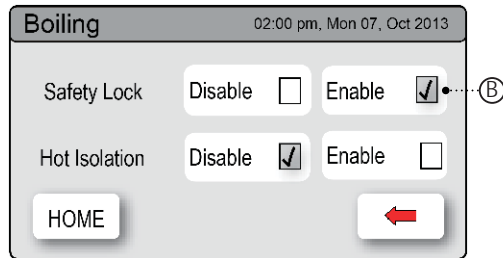 Boiling 02:00 pm, Mon 07, Oct 2013
Safety Lock Disable Enable B
Hot Isolation Disable Enable
HOME